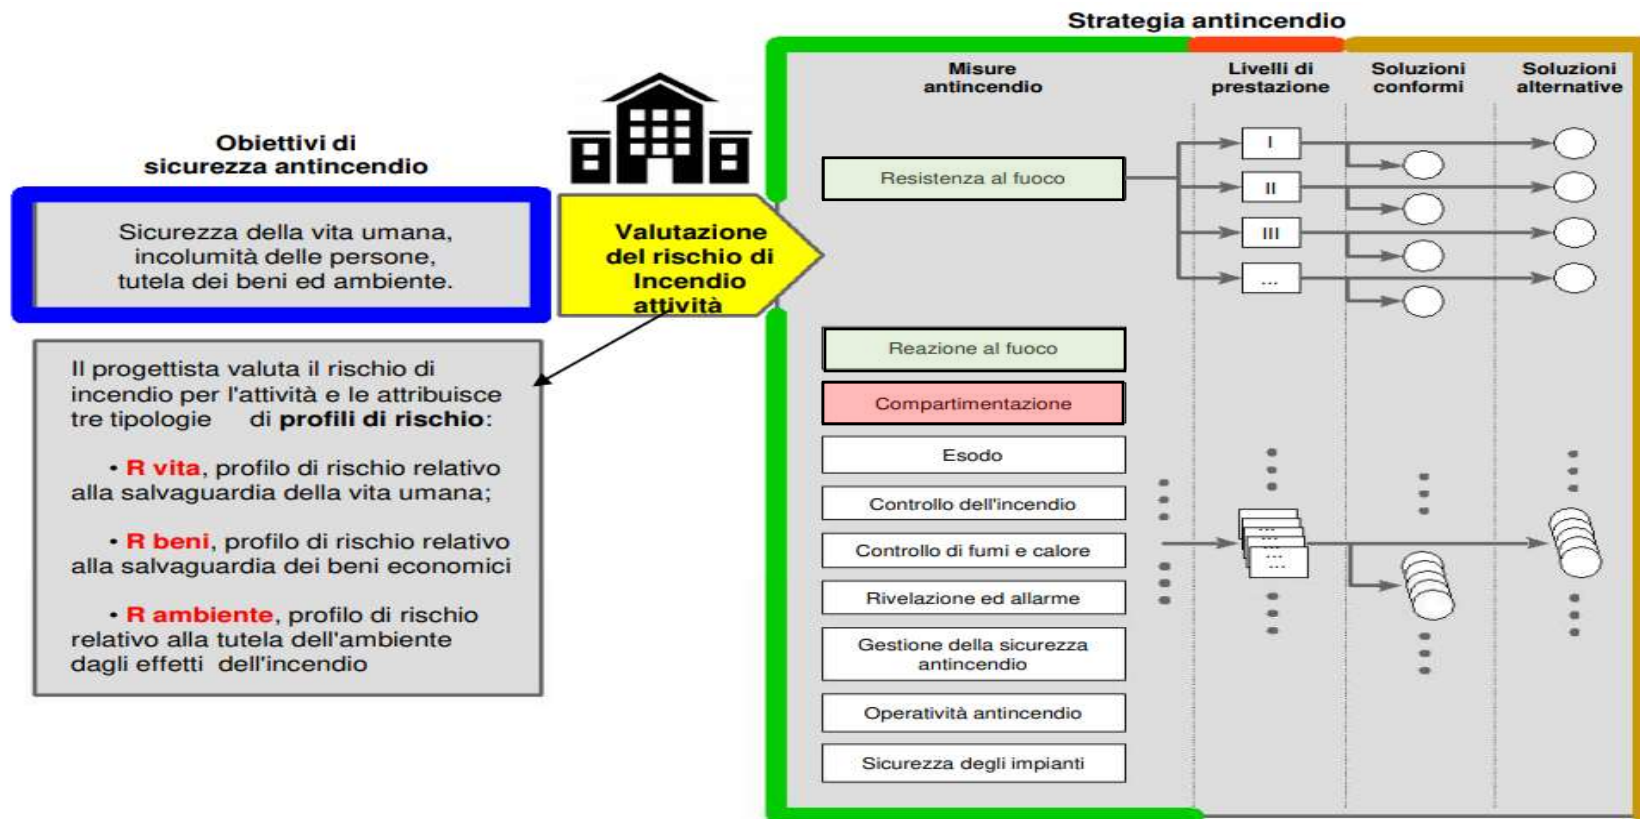 Strategia antincendio
Obiettivi di
sicurezza antincendio
Sicurezza della vita umana,
incolumità delle persone,
tutela dei beni ed ambiente.
Valutazione
del rischio di
Incendio
attività
Il progettista valuta il rischio di
incendio per l'attività e le attribuisce
tre tipologie di profili di rischio:
• R vita, profilo di rischio relativo
alla salvaguardia della vita umana;
• R beni, profilo di rischio relativo
alla salvaguardia dei beni economici
• R ambiente, profilo di rischio
relativo alla tutela dell'ambiente
dagli effetti dell'incendio
Misure
antincendio
Livelli di
prestazione
Soluzioni
conformi
Soluzioni
alternative
Resistenza al fuoco
I
II
III
...
Reazione al fuoco
Compartimentazione
Esodo
Controllo dell'incendio
Controllo di fumi e calore
Rivelazione ed allarme
Gestione della sicurezza
antincendio
Operatività antincendio
Sicurezza degli impianti
...
...
...